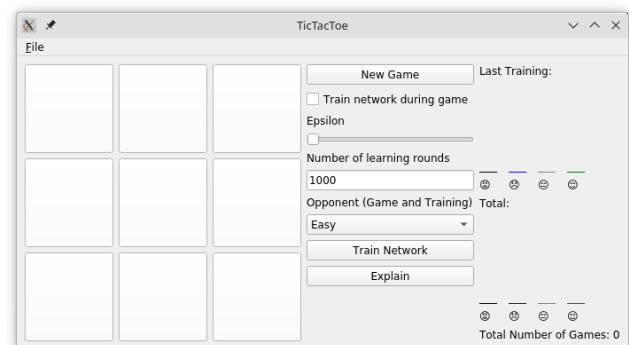 TicTacToe
File
New Game
Train network during game
Epsilon
Number of learning rounds
1000
Opponent (Game and Training)
Easy
Train Network
Explain
Last Training:
Total:
Total Number of Games: 0